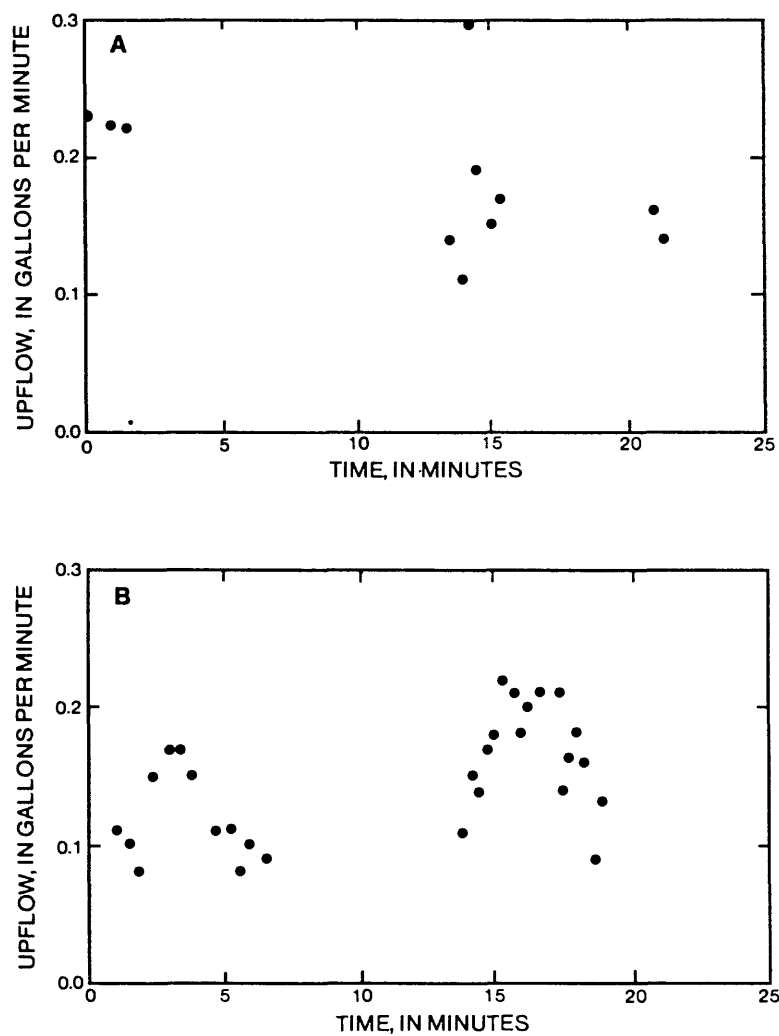 A
UPFLOW, IN GALLONS PER MINUTE
0.3
0.2
0.1
0.0
0 5 10 15 20 25
TIME, IN MINUTES
B
UPFLOW, IN GALLONS PER MINUTE
0.3
0.2
0.1
0.0
0 5 10 15 20 25
TIME, IN MINUTES